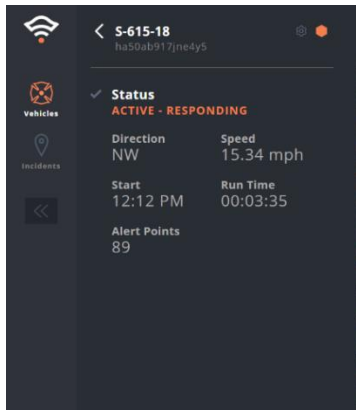 S-615-18
ha50ab917jne4y5
Vehicles
Incidents
Status
ACTIVE - RESPONDING
Direction
NW
Speed
15.34 mph
Start
12:12 PM
Run Time
00:03:35
Alert Points
89